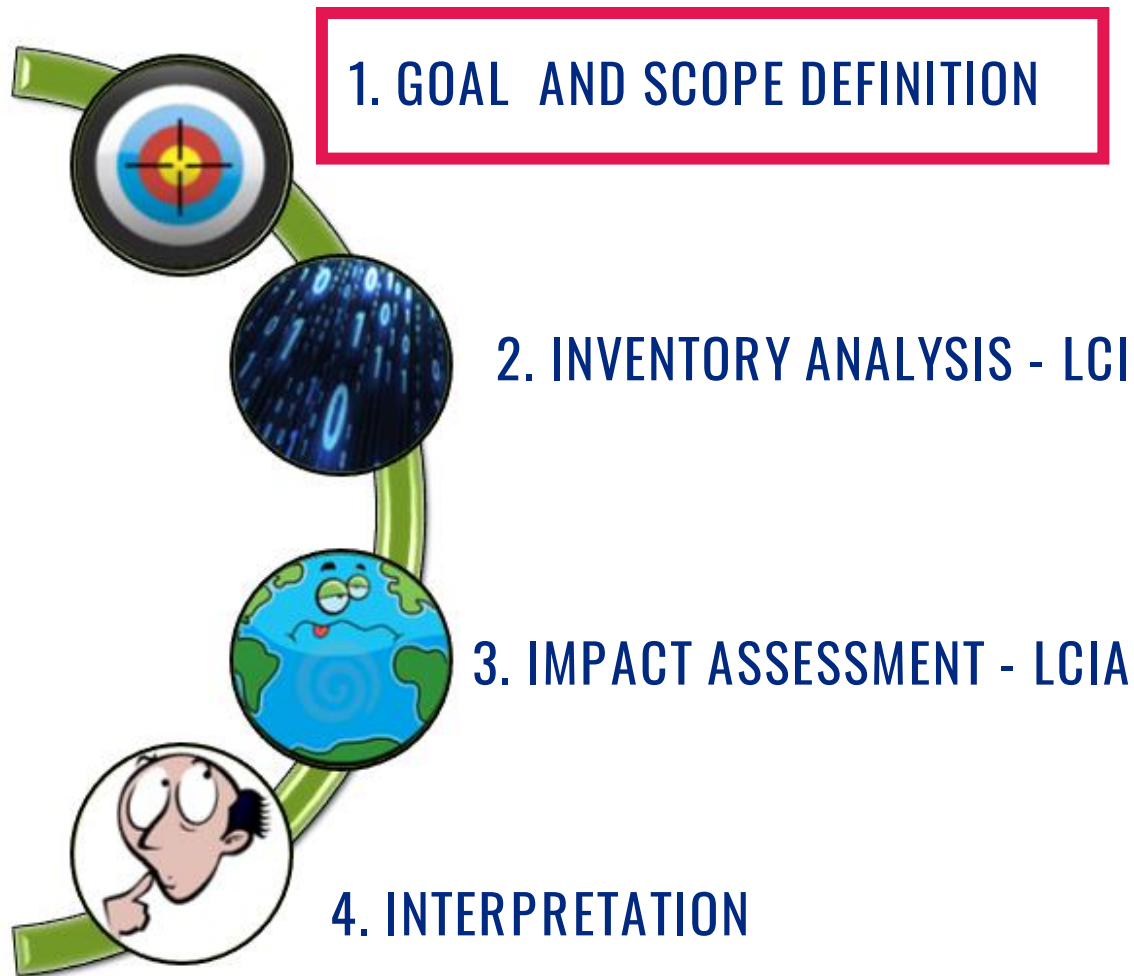 1. GOAL AND SCOPE DEFINITION
2. INVENTORY ANALYSIS - LCI
3. IMPACT ASSESSMENT - LCIA
4. INTERPRETATION